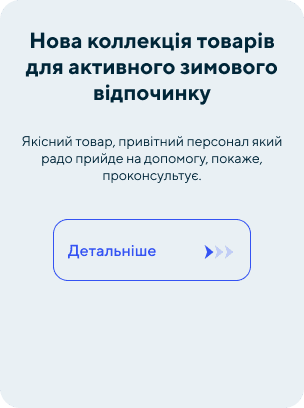 Нова коллекція товарів
для активного зимового
відпочинку
Якісний товар, привітний персонал який
радо прийде на допомогу, покаже,
проконсультує.
Детальніше